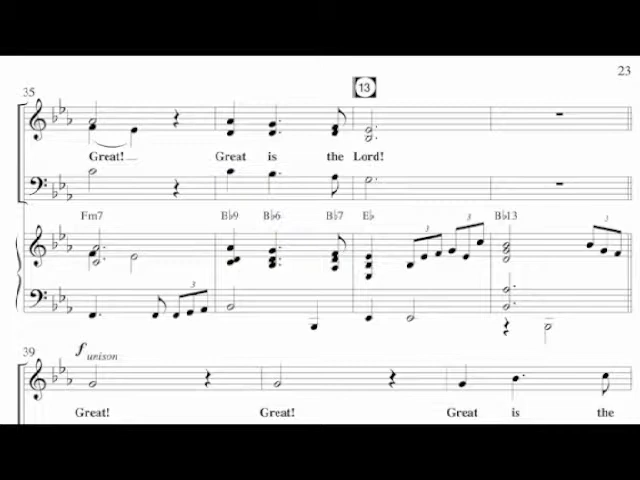 23
13
35
Great! Great is the Lord!
Fm7 B♭9 B♭6 B♭7 E♭ B♭13
3 3 3 3
39
f unison
Great! Great! Great is the